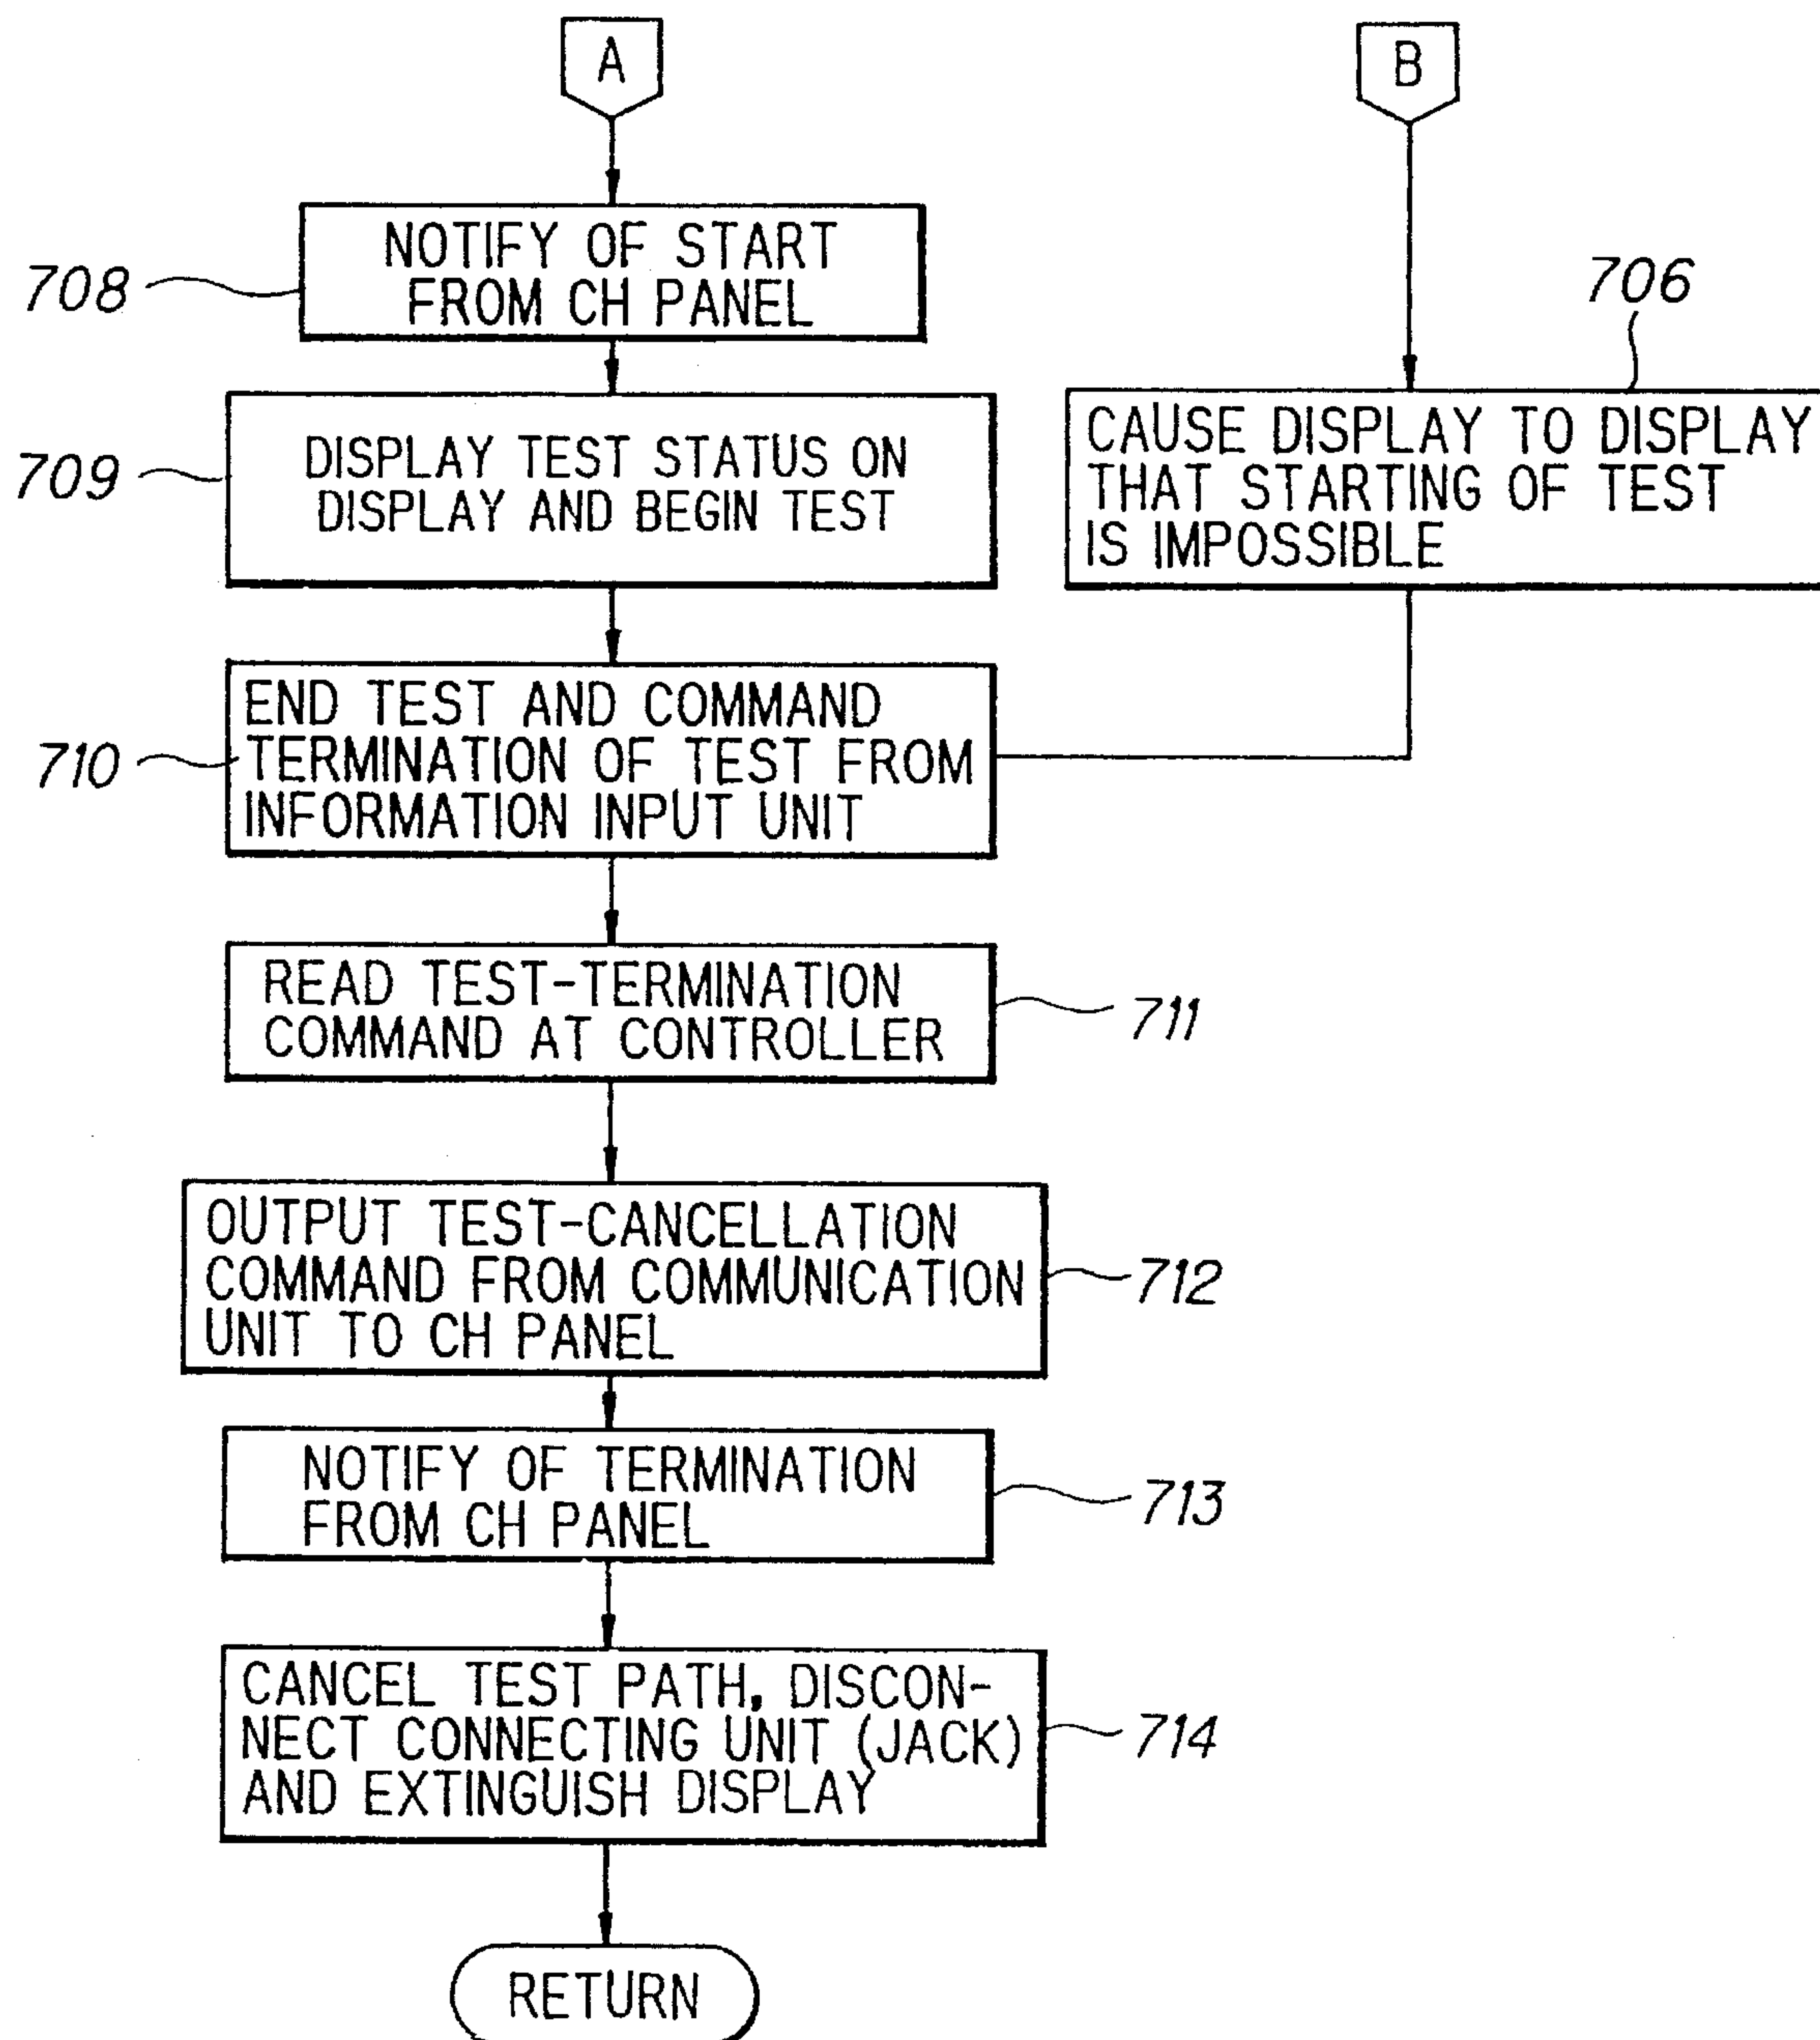 A
B
NOTIFY OF START
FROM CH PANEL
708
706
DISPLAY TEST STATUS ON
DISPLAY AND BEGIN TEST
709
CAUSE DISPLAY TO DISPLAY
THAT STARTING OF TEST
IS IMPOSSIBLE
END TEST AND COMMAND
TERMINATION OF TEST FROM
INFORMATION INPUT UNIT
710
READ TEST-TERMINATION
COMMAND AT CONTROLLER
711
OUTPUT TEST-CANCELLATION
COMMAND FROM COMMUNICATION
UNIT TO CH PANEL
712
NOTIFY OF TERMINATION
FROM CH PANEL
713
CANCEL TEST PATH, DISCON-
NECT CONNECTING UNIT (JACK)
AND EXTINGUISH DISPLAY
714
RETURN